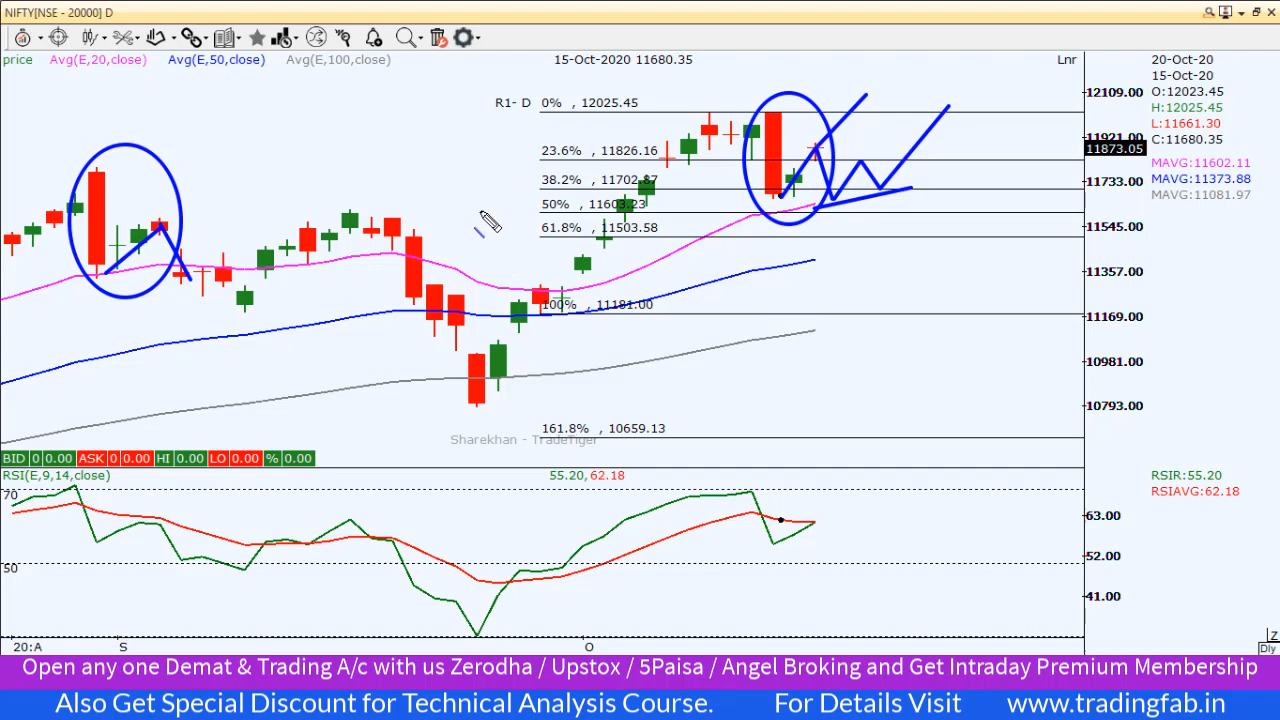 NIFTY[NSE - 20000] D
price Avg(E,20,close) Avg(E,50,close) Avg(E,100,close) 15-Oct-2020 11680.35 Lnr
20-Oct-20
15-Oct-20
O:12023.45
H:12025.45
L:11661.30
C:11680.35
MAVG:11602.11
MAVG:11373.88
MAVG:11081.97
R1- D 0% , 12025.45
23.6% , 11826.16
38.2% , 11702.87
50% , 11603.23
61.8% , 11503.58
100% , 11181.00
161.8% , 10659.13
12109.00
11921.00
11873.05
11733.00
11545.00
11357.00
11169.00
10981.00
10793.00
Sharekhan - TradeTiger
BID 0 0.00 ASK 0 0.00 HI 0.00 LO 0.00 % 0.00
RSI(E,9,14,close) 55.20,62.18
RSIR:55.20
RSIAVG:62.18
70
50
63.00
52.00
41.00
20:A S O
Z
Dly
Open any one Demat & Trading A/c with us Zerodha / Upstox / 5Paisa / Angel Broking and Get Intraday Premium Membership
Also Get Special Discount for Technical Analysis Course. For Details Visit www.tradingfab.in